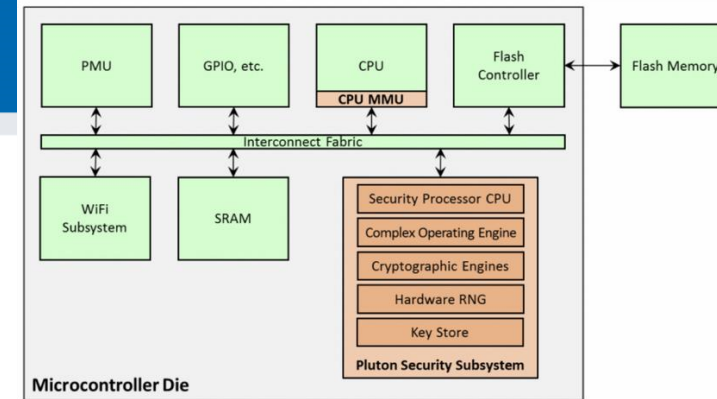 PMU
GPIO, etc.
CPU
CPU MMU
Flash
Controller
Flash Memory
Interconnect Fabric
WiFi
Subsystem
SRAM
Security Processor CPU
Complex Operating Engine
Cryptographic Engines
Hardware RNG
Key Store
Pluton Security Subsystem
Microcontroller Die